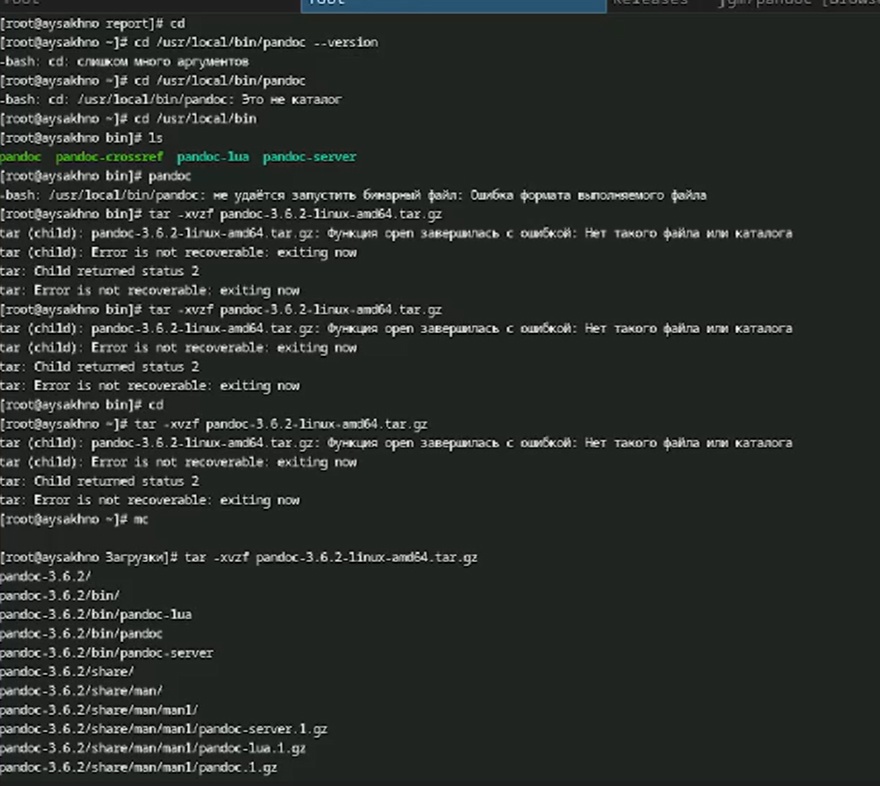 root Releases · jgm/pandoc
[root@aysakhno report]# cd
[root@aysakhno ~]# cd /usr/local/bin/pandoc --version
-bash: cd: слишком много аргументов
[root@aysakhno ~]# cd /usr/local/bin/pandoc
-bash: cd: /usr/local/bin/pandoc: Это не каталог
[root@aysakhno ~]# cd /usr/local/bin
[root@aysakhno bin]# ls
pandoc pandoc-crossref pandoc-lua pandoc-server
[root@aysakhno bin]# pandoc
-bash: /usr/local/bin/pandoc: не удаётся запустить бинарный файл: Ошибка формата выполняемого файла
[root@aysakhno bin]# tar -xvzf pandoc-3.6.2-linux-amd64.tar.gz
tar (child): pandoc-3.6.2-linux-amd64.tar.gz: Функция open завершилась с ошибкой: Нет такого файла или каталога
tar (child): Error is not recoverable: exiting now
tar: Child returned status 2
tar: Error is not recoverable: exiting now
[root@aysakhno bin]# tar -xvzf pandoc-3.6.2-linux-amd64.tar.gz
tar (child): pandoc-3.6.2-linux-amd64.tar.gz: Функция open завершилась с ошибкой: Нет такого файла или каталога
tar (child): Error is not recoverable: exiting now
tar: Child returned status 2
tar: Error is not recoverable: exiting now
[root@aysakhno bin]# cd
[root@aysakhno ~]# tar -xvzf pandoc-3.6.2-linux-amd64.tar.gz
tar (child): pandoc-3.6.2-linux-amd64.tar.gz: Функция open завершилась с ошибкой: Нет такого файла или каталога
tar (child): Error is not recoverable: exiting now
tar: Child returned status 2
tar: Error is not recoverable: exiting now
[root@aysakhno ~]# mc
[root@aysakhno Загрузки]# tar -xvzf pandoc-3.6.2-linux-amd64.tar.gz
pandoc-3.6.2/
pandoc-3.6.2/bin/
pandoc-3.6.2/bin/pandoc-lua
pandoc-3.6.2/bin/pandoc
pandoc-3.6.2/bin/pandoc-server
pandoc-3.6.2/share/
pandoc-3.6.2/share/man/
pandoc-3.6.2/share/man/man1/
pandoc-3.6.2/share/man/man1/pandoc-server.1.gz
pandoc-3.6.2/share/man/man1/pandoc-lua.1.gz
pandoc-3.6.2/share/man/man1/pandoc.1.gz